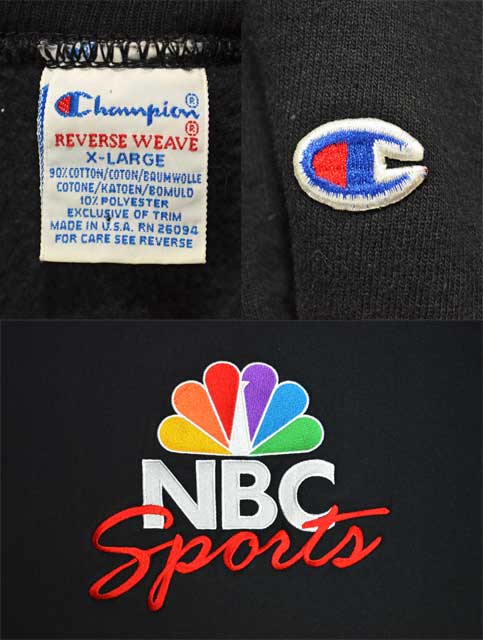 Champion®
REVERSE WEAVE®
X-LARGE
90% COTTON/COTON/BAUMWOLLE
COTONE/KATOEN/BOMULD
10% POLYESTER
EXCLUSIVE OF TRIM
MADE IN U.S.A. RN 26094
FOR CARE SEE REVERSE
C
NBC
Sports